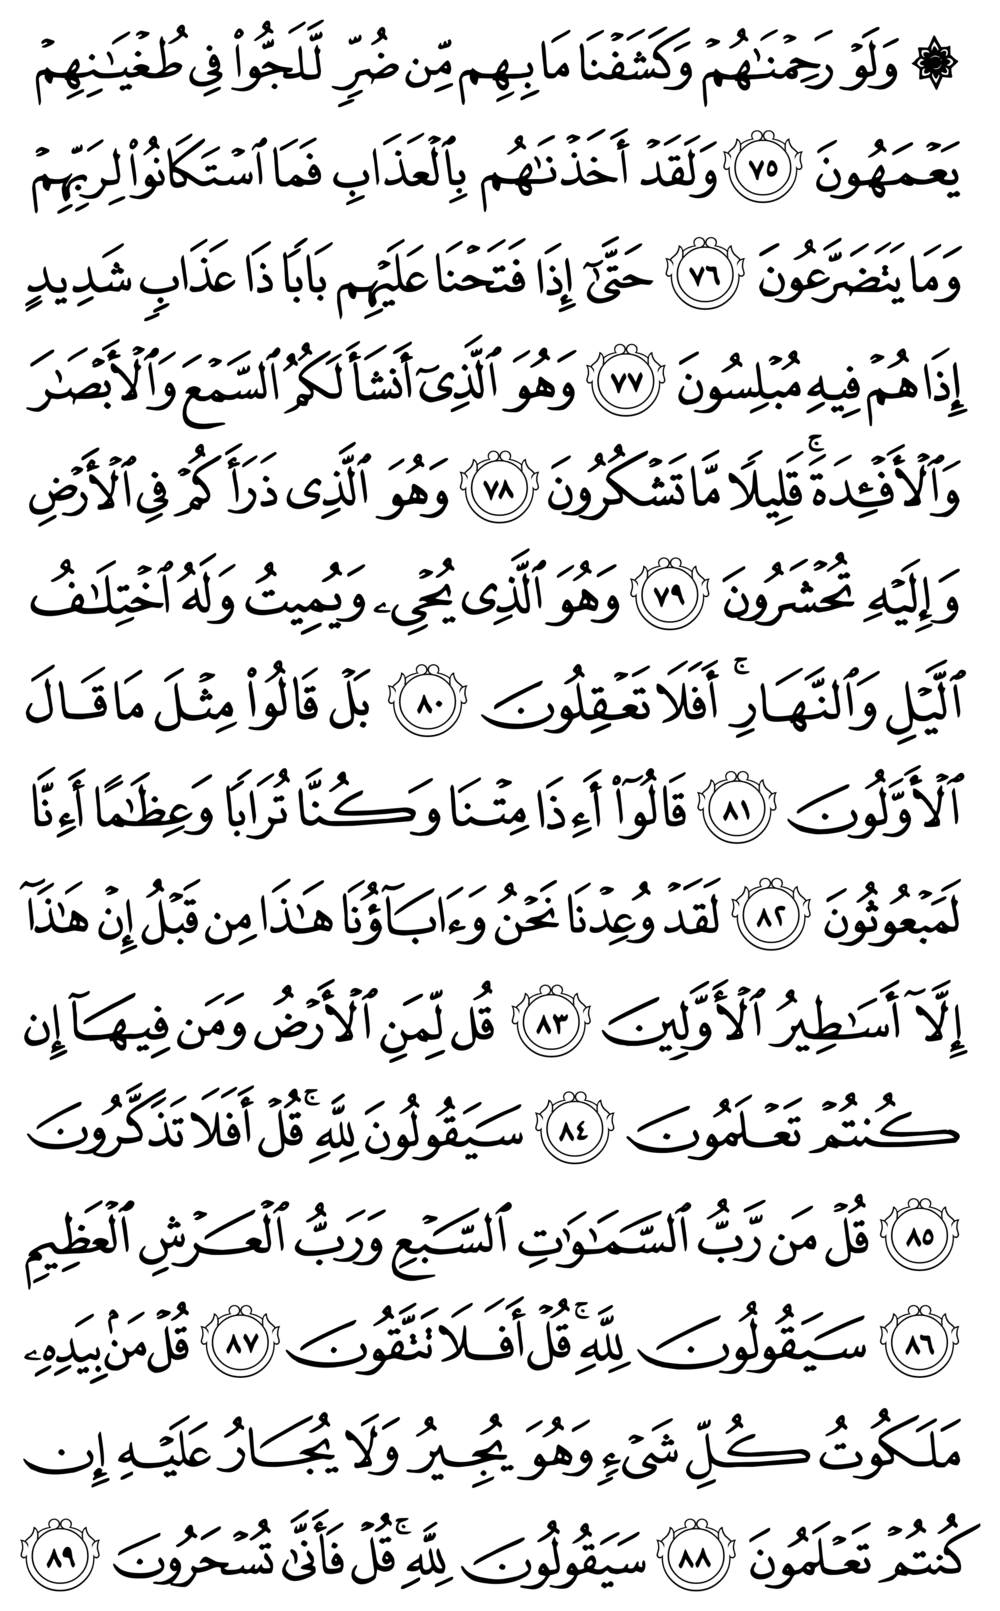 ۞ وَلَوْ رَحِمْنَـٰهُمْ وَكَشَفْنَا مَا بِهِم مِّن ضُرٍّ لَّلَجُّوا۟ فِى طُغْيَـٰنِهِمْ
يَعْمَهُونَ ٧٥ وَلَقَدْ أَخَذْنَـٰهُم بِٱلْعَذَابِ فَمَا ٱسْتَكَانُوا۟ لِرَبِّهِمْ
وَمَا يَتَضَرَّعُونَ ٧٦ حَتَّىٰٓ إِذَا فَتَحْنَا عَلَيْهِم بَابًا ذَا عَذَابٍ شَدِيدٍ
إِذَا هُمْ فِيهِ مُبْلِسُونَ ٧٧ وَهُوَ ٱلَّذِىٓ أَنشَأَ لَكُمُ ٱلسَّمْعَ وَٱلْأَبْصَـٰرَ
وَٱلْأَفْـِٔدَةَ ۚ قَلِيلًا مَّا تَشْكُرُونَ ٧٨ وَهُوَ ٱلَّذِى ذَرَأَكُمْ فِى ٱلْأَرْضِ
وَإِلَيْهِ تُحْشَرُونَ ٧٩ وَهُوَ ٱلَّذِى يُحْىِۦ وَيُمِيتُ وَلَهُ ٱخْتِلَـٰفُ
ٱلَّيْلِ وَٱلنَّهَارِ ۚ أَفَلَا تَعْقِلُونَ ٨٠ بَلْ قَالُوا۟ مِثْلَ مَا قَالَ
ٱلْأَوَّلُونَ ٨١ قَالُوٓا۟ أَءِذَا مِتْنَا وَكُنَّا تُرَابًا وَعِظَـٰمًا أَءِنَّا
لَمَبْعُوثُونَ ٨٢ لَقَدْ وُعِدْنَا نَحْنُ وَءَابَآؤُنَا هَـٰذَا مِن قَبْلُ إِنْ هَـٰذَآ
إِلَّآ أَسَـٰطِيرُ ٱلْأَوَّلِينَ ٨٣ قُل لِّمَنِ ٱلْأَرْضُ وَمَن فِيهَآ إِن
كُنتُمْ تَعْلَمُونَ ٨٤ سَيَقُولُونَ لِلَّهِ ۚ قُلْ أَفَلَا تَذَكَّرُونَ
٨٥ قُلْ مَن رَّبُّ ٱلسَّمَـٰوَٰتِ ٱلسَّبْعِ وَرَبُّ ٱلْعَرْشِ ٱلْعَظِيمِ
٨٦ سَيَقُولُونَ لِلَّهِ ۚ قُلْ أَفَلَا تَتَّقُونَ ٨٧ قُلْ مَنۢ بِيَدِهِۦ
مَلَكُوتُ كُلِّ شَىْءٍ وَهُوَ يُجِيرُ وَلَا يُجَارُ عَلَيْهِ إِن
كُنتُمْ تَعْلَمُونَ ٨٨ سَيَقُولُونَ لِلَّهِ ۚ قُلْ فَأَنَّىٰ تُسْحَرُونَ ٨٩